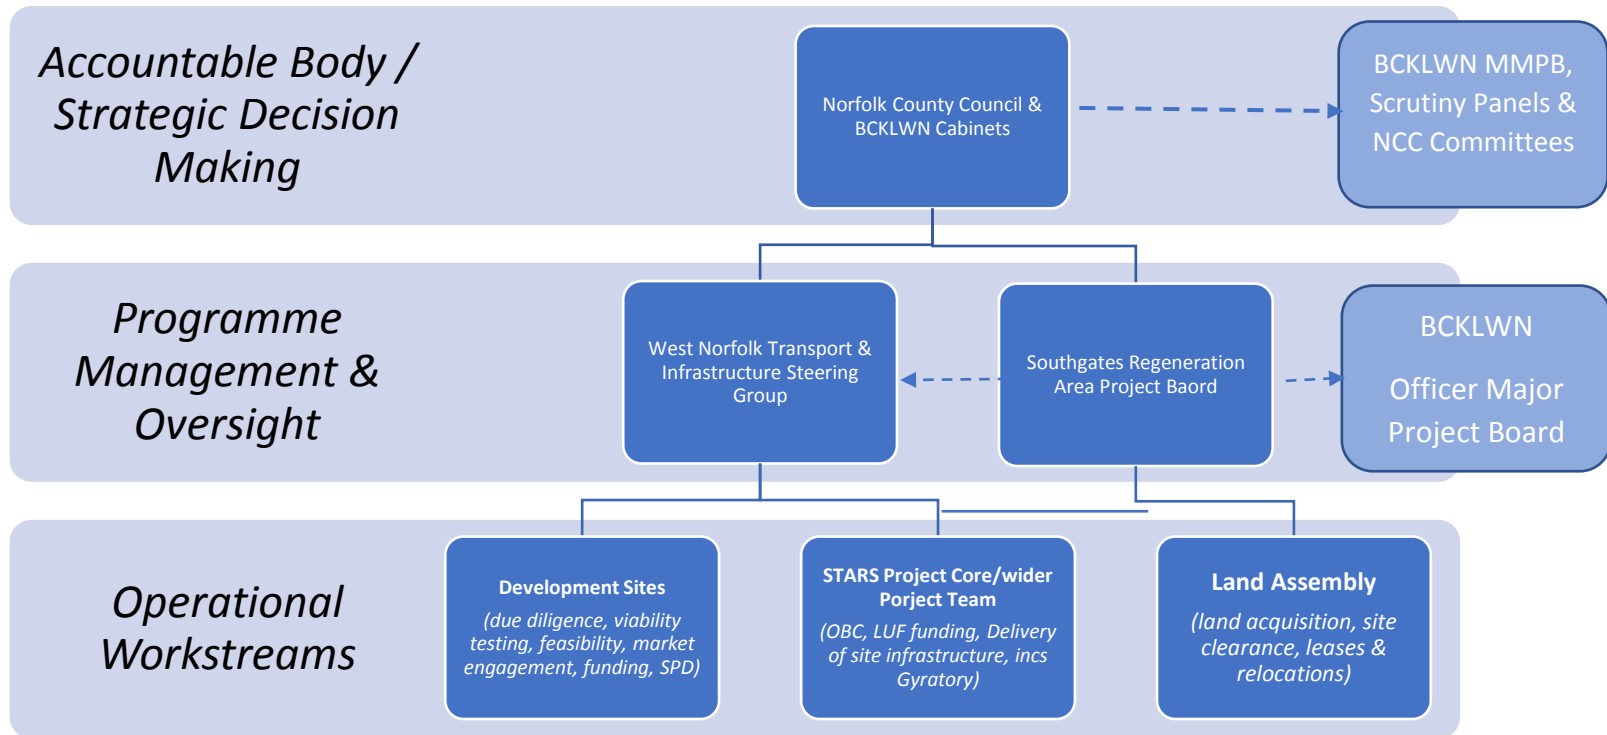 Accountable Body /
Strategic Decision
Making
Norfolk County Council &
BCKLWN Cabinets
BCKLWN MMPB,
Scrutiny Panels &
NCC Committees
Programme
Management &
Oversight
West Norfolk Transport &
Infrastructure Steering
Group
Southgates Regeneration
Area Project Baord
BCKLWN
Officer Major
Project Board
Operational
Workstreams
Development Sites
(due diligence, viability
testing, feasibility, market
engagement, funding, SPD)
STARS Project Core/wider
Porject Team
(OBC, LUF funding, Delivery
of site infrastructure, incs
Gyratory)
Land Assembly
(land acquisition, site
clearance, leases &
relocations)